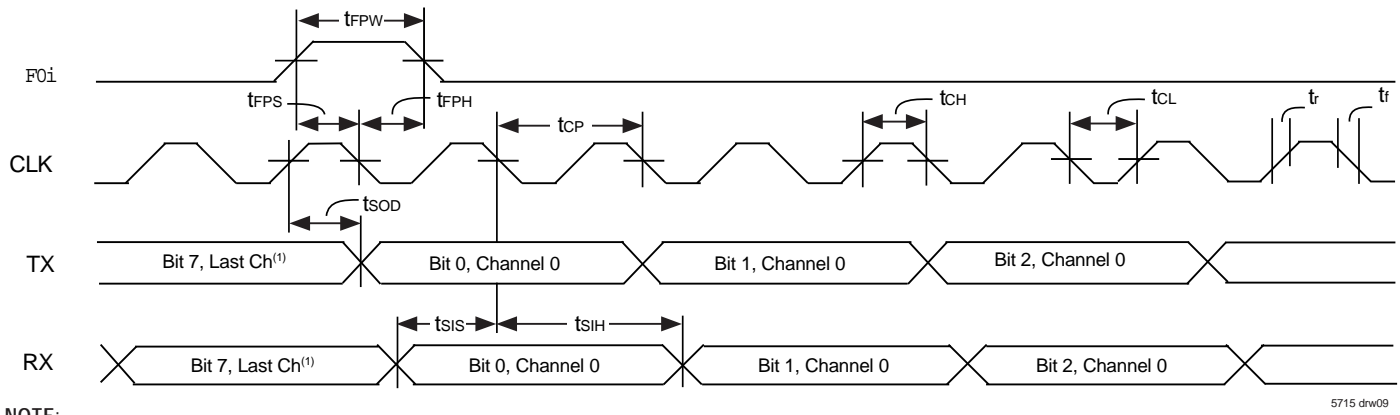 tFPW
F0i
tFPS
tFPH
tCP
tCH
tCL
tr
tf
CLK
tSOD
TX
Bit 7, Last Ch(1)
Bit 0, Channel 0
Bit 1, Channel 0
Bit 2, Channel 0
tSIS
tSIH
RX
Bit 7, Last Ch(1)
Bit 0, Channel 0
Bit 1, Channel 0
Bit 2, Channel 0
5715 drw09
NOTE: